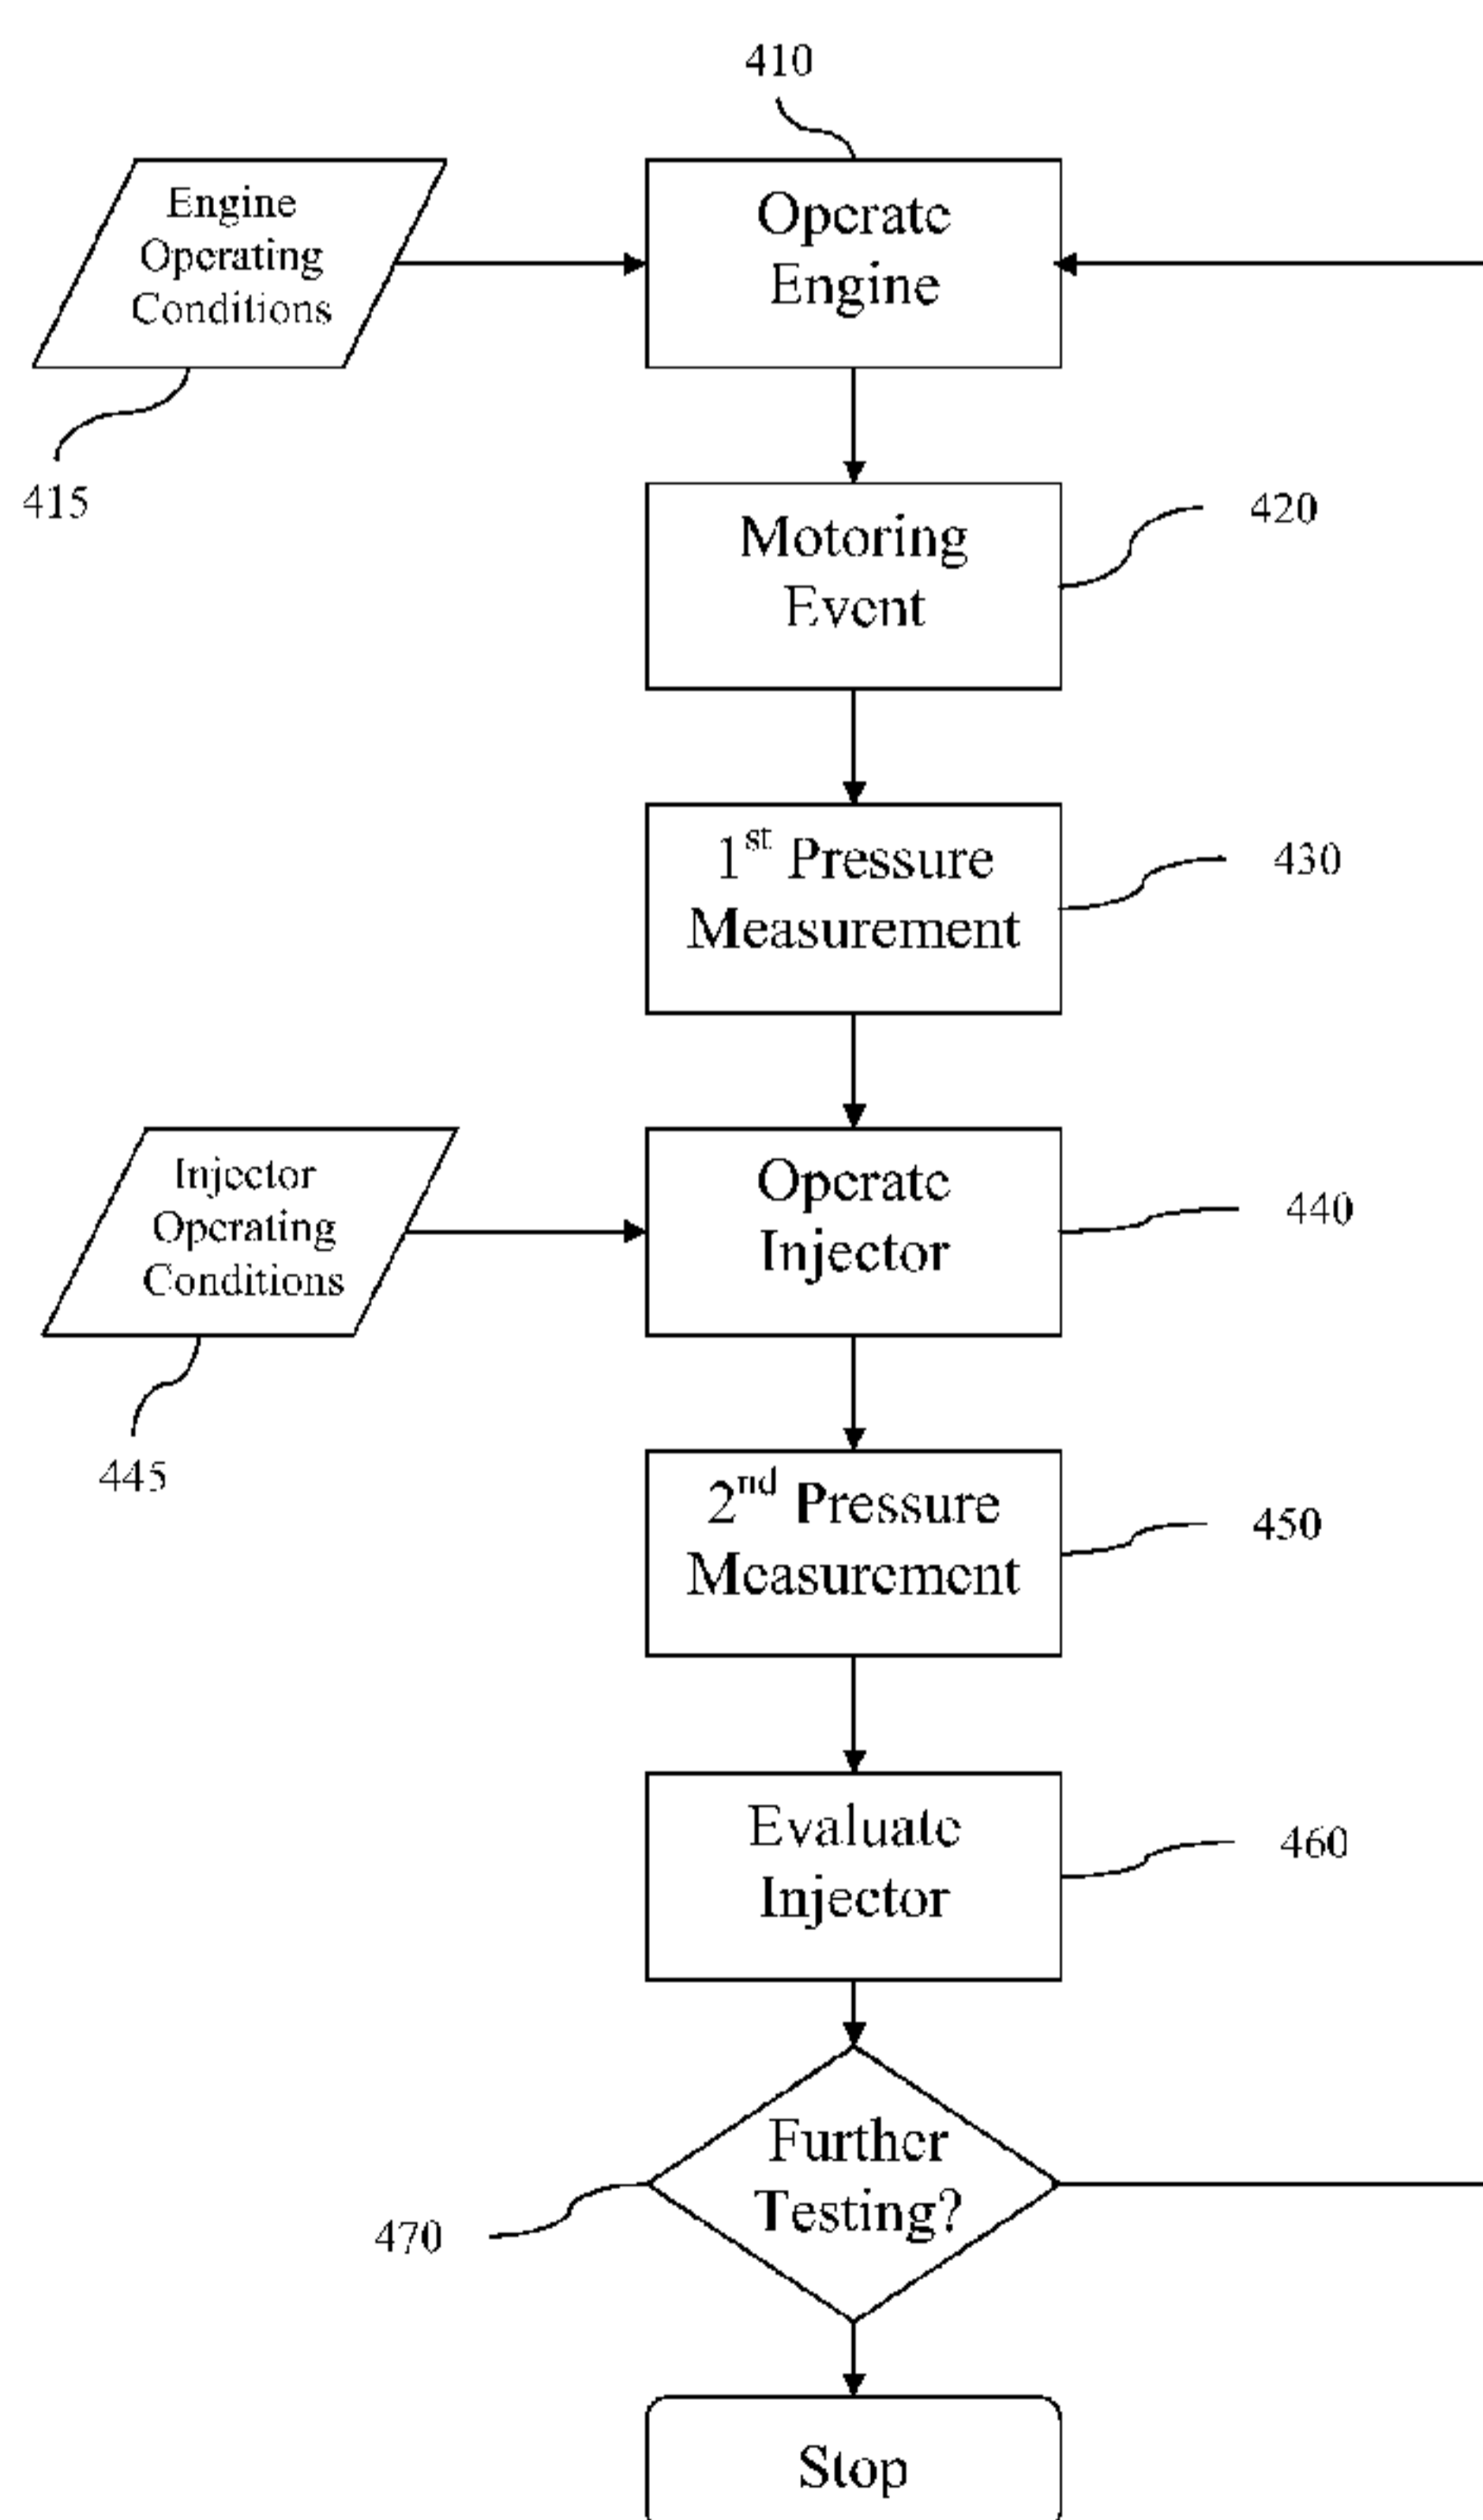 410
Engine
Operating
Conditions
Operate
Engine
415
Motoring
Event
420
1st Pressure
Measurement
430
Injector
Operating
Conditions
Operate
Injector
440
445
2nd Pressure
Measurement
450
Evaluate
Injector
460
Further
Testing?
470
Stop